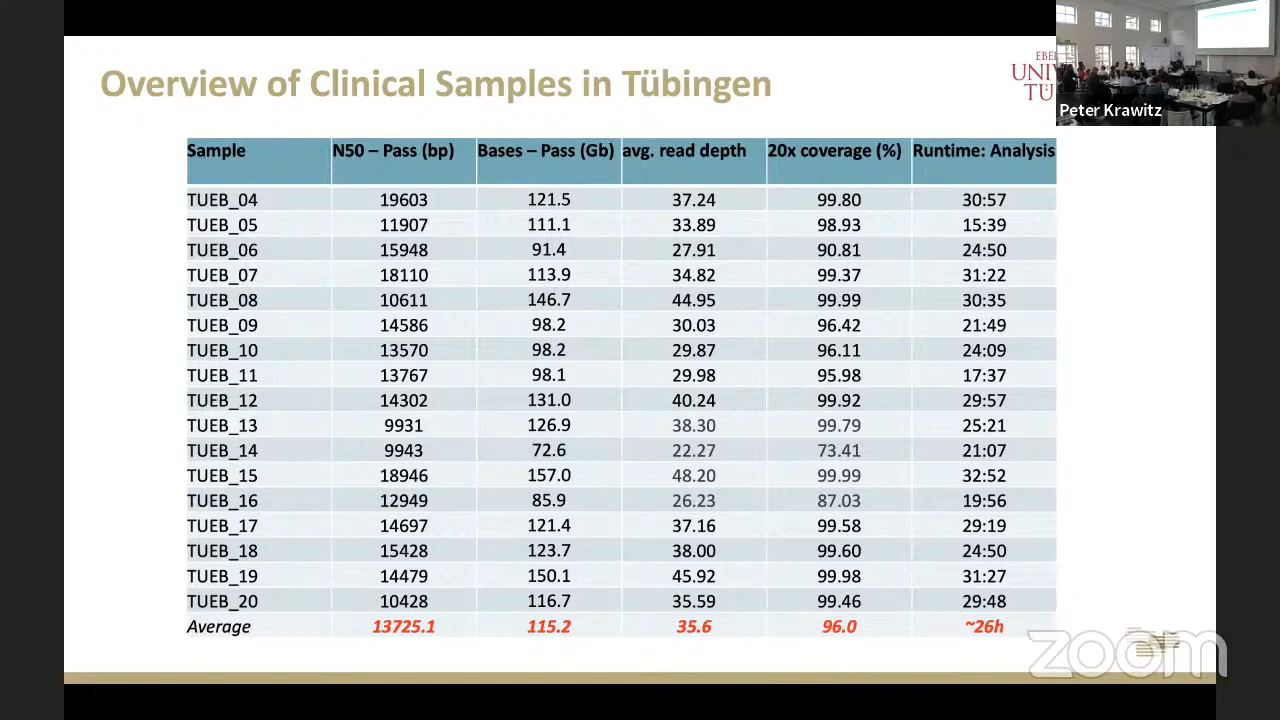 Overview of Clinical Samples in Tübingen
Peter Krawitz
Sample N50 – Pass (bp) Bases – Pass (Gb) avg. read depth 20x coverage (%) Runtime: Analysis
TUEB_04 19603 121.5 37.24 99.80 30:57
TUEB_05 11907 111.1 33.89 98.93 15:39
TUEB_06 15948 91.4 27.91 90.81 24:50
TUEB_07 18110 113.9 34.82 99.37 31:22
TUEB_08 10611 146.7 44.95 99.99 30:35
TUEB_09 14586 98.2 30.03 96.42 21:49
TUEB_10 13570 98.2 29.87 96.11 24:09
TUEB_11 13767 98.1 29.98 95.98 17:37
TUEB_12 14302 131.0 40.24 99.92 29:57
TUEB_13 9931 126.9 38.30 99.79 25:21
TUEB_14 9943 72.6 22.27 73.41 21:07
TUEB_15 18946 157.0 48.20 99.99 32:52
TUEB_16 12949 85.9 26.23 87.03 19:56
TUEB_17 14697 121.4 37.16 99.58 29:19
TUEB_18 15428 123.7 38.00 99.60 24:50
TUEB_19 14479 150.1 45.92 99.98 31:27
TUEB_20 10428 116.7 35.59 99.46 29:48
Average 13725.1 115.2 35.6 96.0 ~26h
zoom